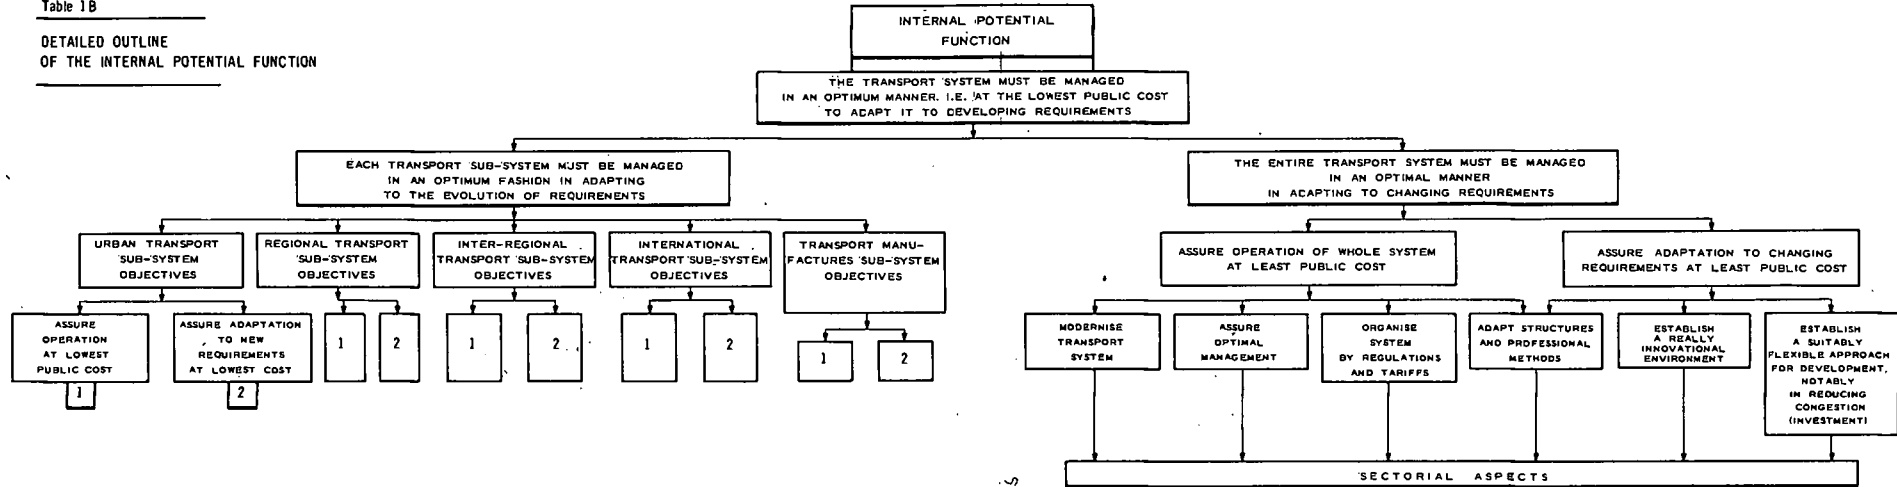 Table 1B
DETAILED OUTLINE
OF THE INTERNAL POTENTIAL FUNCTION
INTERNAL POTENTIAL
FUNCTION
THE TRANSPORT SYSTEM MUST BE MANAGED
IN AN OPTIMUM MANNER. I.E. AT THE LOWEST PUBLIC COST
TO ADAPT IT TO DEVELOPING REQUIREMENTS
EACH TRANSPORT SUB-SYSTEM MUST BE MANAGED
IN AN OPTIMUM FASHION IN ADAPTING
TO THE EVOLUTION OF REQUIRENENTS
THE ENTIRE TRANSPORT SYSTEM MUST BE MANAGED
IN AN OPTIMAL MANNER
IN ADAPTING TO CHANGING REQUIREMENTS
URBAN TRANSPORT
SUB-SYSTEM
OBJECTIVES
REGIONAL TRANSPORT
SUB-SYSTEM
OBJECTIVES
INTER-REGIONAL
TRANSPORT SUB-SYSTEM
OBJECTIVES
INTERNATIONAL
TRANSPORT SUB-SYSTEM
OBJECTIVES
TRANSPORT MANU-
FACTURES SUB-SYSTEM
OBJECTIVES
ASSURE OPERATION OF WHOLE SYSTEM
AT LEAST PUBLIC COST
ASSURE ADAPTATION TO CHANGING
REQUIREMENTS AT LEAST PUBLIC COST
ASSURE
OPERATION
AT LOWEST
PUBLIC COST
1
ASSURE ADAPTATION
TO NEW
REQUIREMENTS
AT LOWEST COST
2
1
2
1
2
1
2
1
2
MODERNISE
TRANSPORT
SYSTEM
ASSURE
OPTIMAL
MANAGEMENT
ORGANISE
SYSTEM
BY REGULATIONS
AND TARIFFS
ADAPT STRUCTURES
AND PROFESSIONAL
METHODS
ESTABLISH
A REALLY
INNOVATIONAL
ENVIRONMENT
ESTABLISH
A SUITABLY
FLEXIBLE APPROACH
FOR DEVELOPMENT,
NOTABLY
IN REDUCING
CONGESTION
(INVESTMENT)
SECTORIAL ASPECTS
5